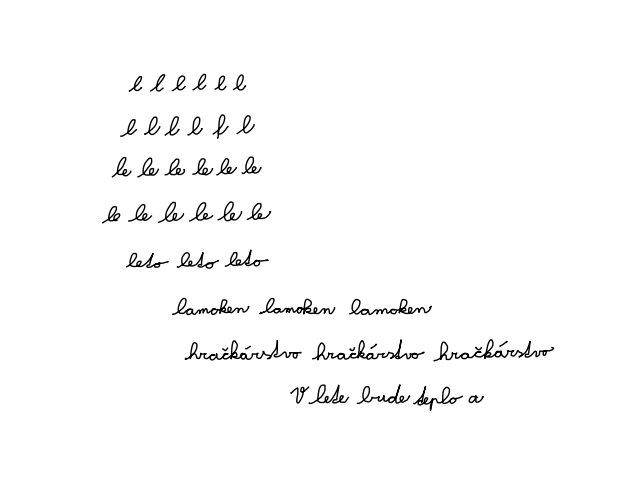 l l l l l l
l l l l f l
le le le le le le
le le le le le le
leto leto leto
lamoken lamoken lamoken
hračkárstvo hračkárstvo hračkárstvo
V lete bude teplo a